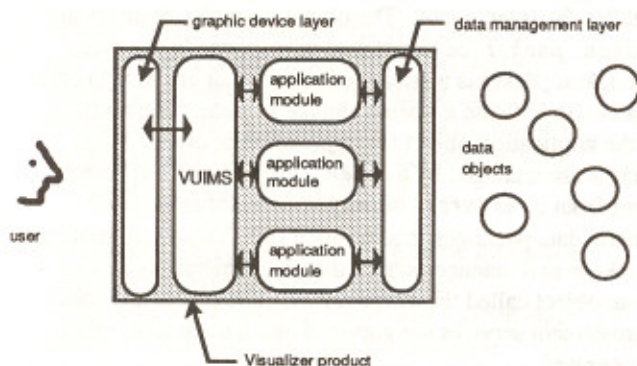 graphic device layer
data management layer
application
module
VUIMS
application
module
application
module
data
objects
user
Visualizer product